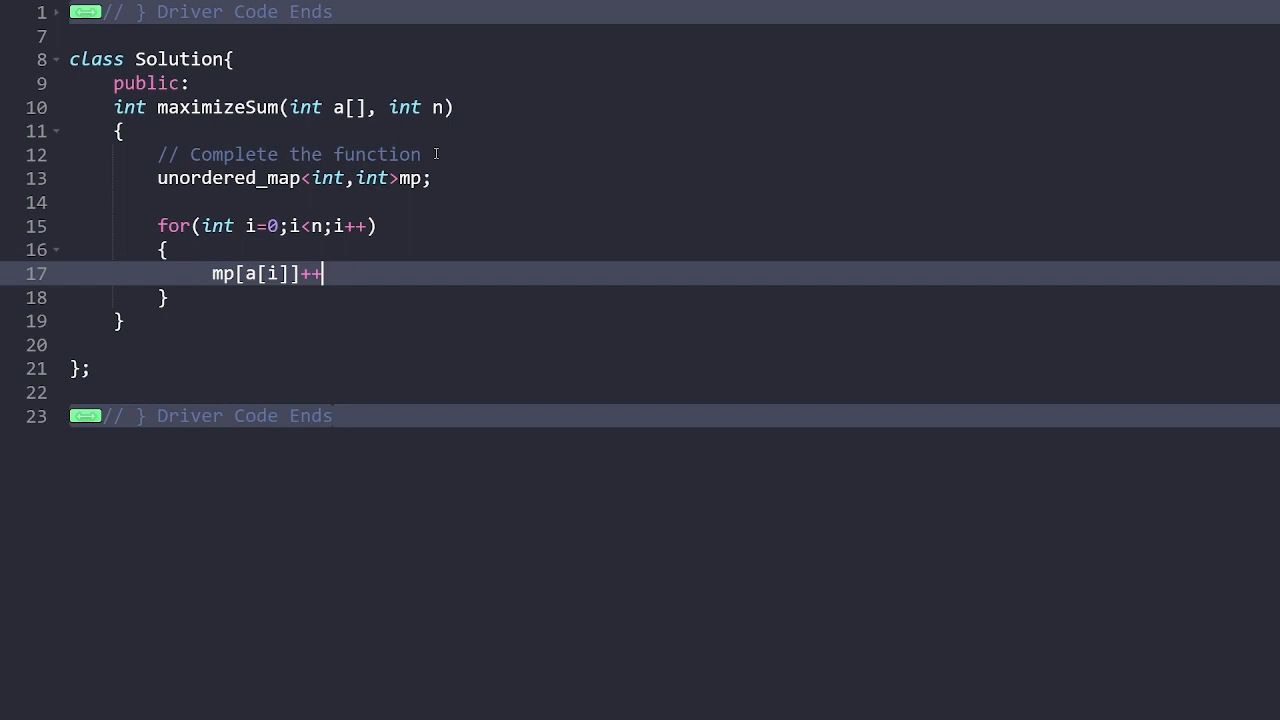 1 // } Driver Code Ends
7
8 class Solution{
9 public:
10 int maximizeSum(int a[], int n)
11 {
12 // Complete the function
13 unordered_map<int,int>mp;
14
15 for(int i=0;i<n;i++)
16 {
17 mp[a[i]]++
18 }
19 }
20
21 };
22
23 // } Driver Code Ends